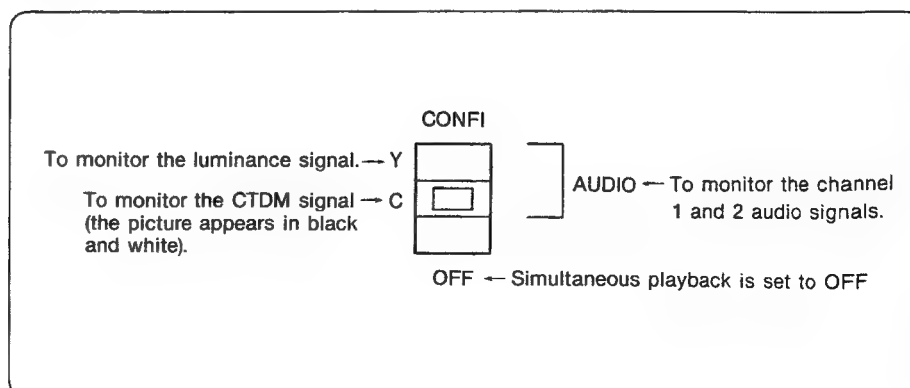 CONFI
To monitor the luminance signal.→ Y
To monitor the CTDM signal → C
(the picture appears in black
and white).
AUDIO ← To monitor the channel
1 and 2 audio signals.
OFF ← Simultaneous playback is set to OFF